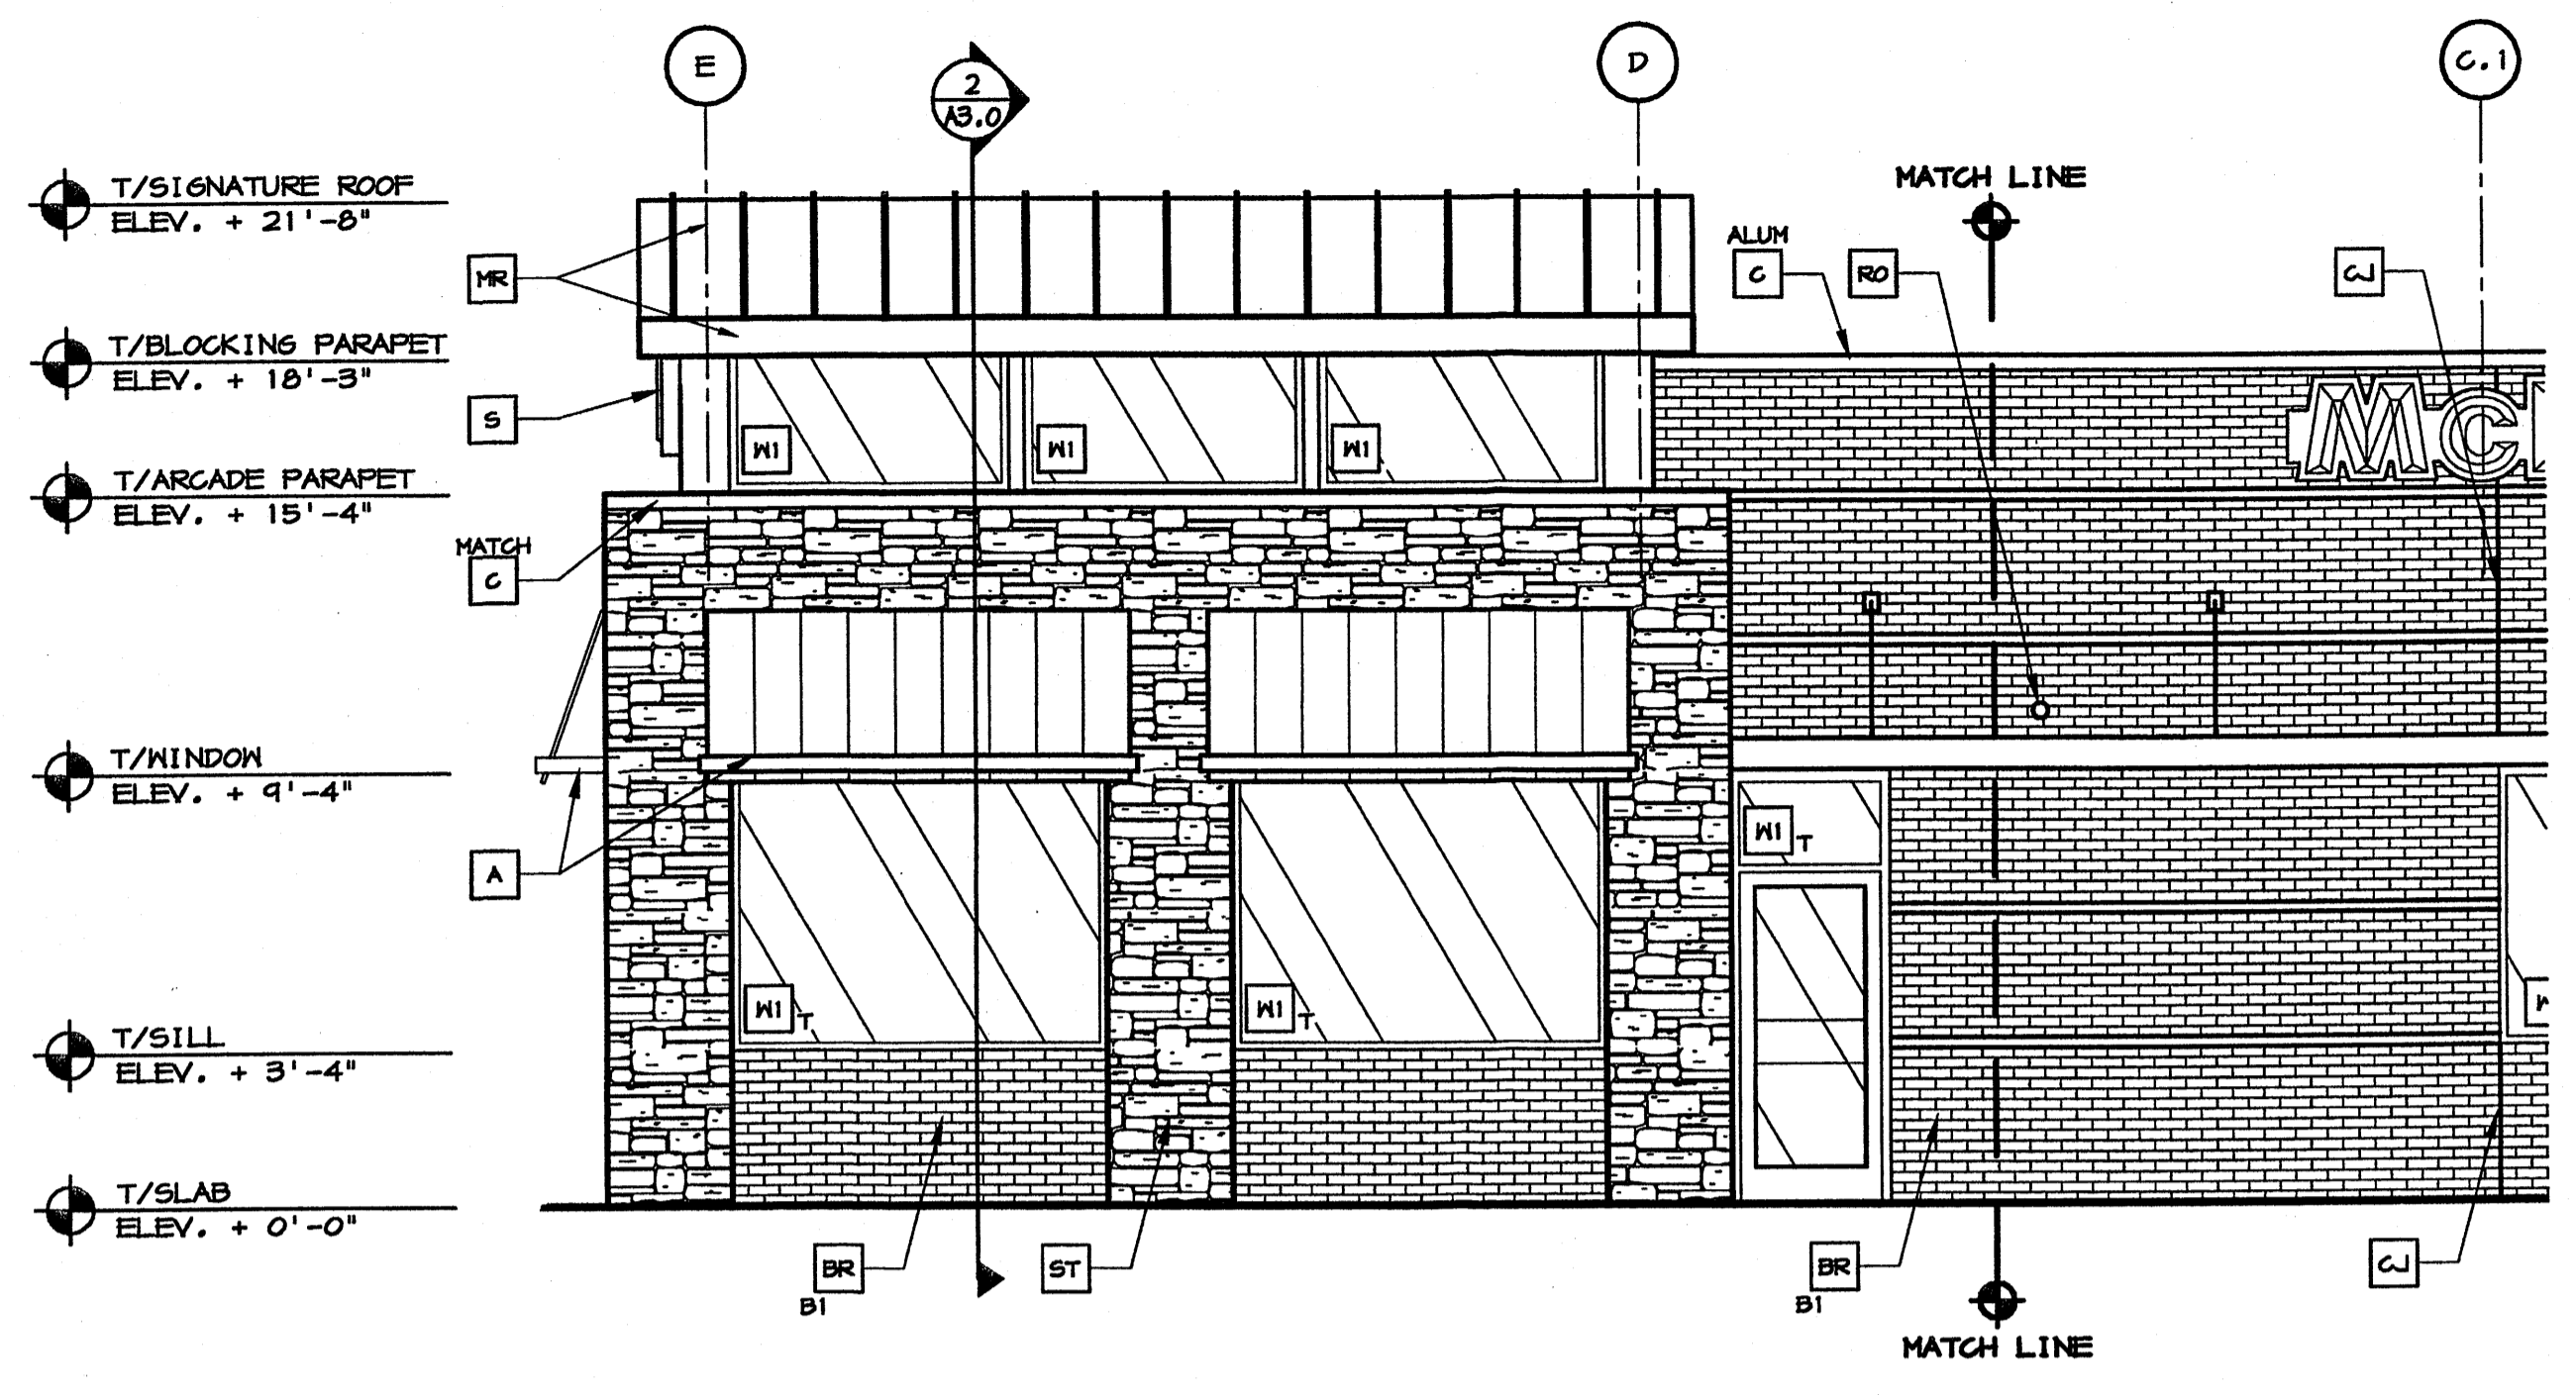 E
2
A3.0
D
C.1
T/SIGNATURE ROOF
ELEV. + 21'-8"
MATCH LINE
MR
ALUM
C
RO
CJ
T/BLOCKING PARAPET
ELEV. + 18'-3"
S
W1
W1
W1
MC
T/ARCADE PARAPET
ELEV. + 15'-4"
MATCH
C
T/WINDOW
ELEV. + 9'-4"
W1 T
A
W1 T
W1 T
T/SILL
ELEV. + 3'-4"
T/SLAB
ELEV. + 0'-0"
BR
B1
ST
BR
B1
CJ
MATCH LINE